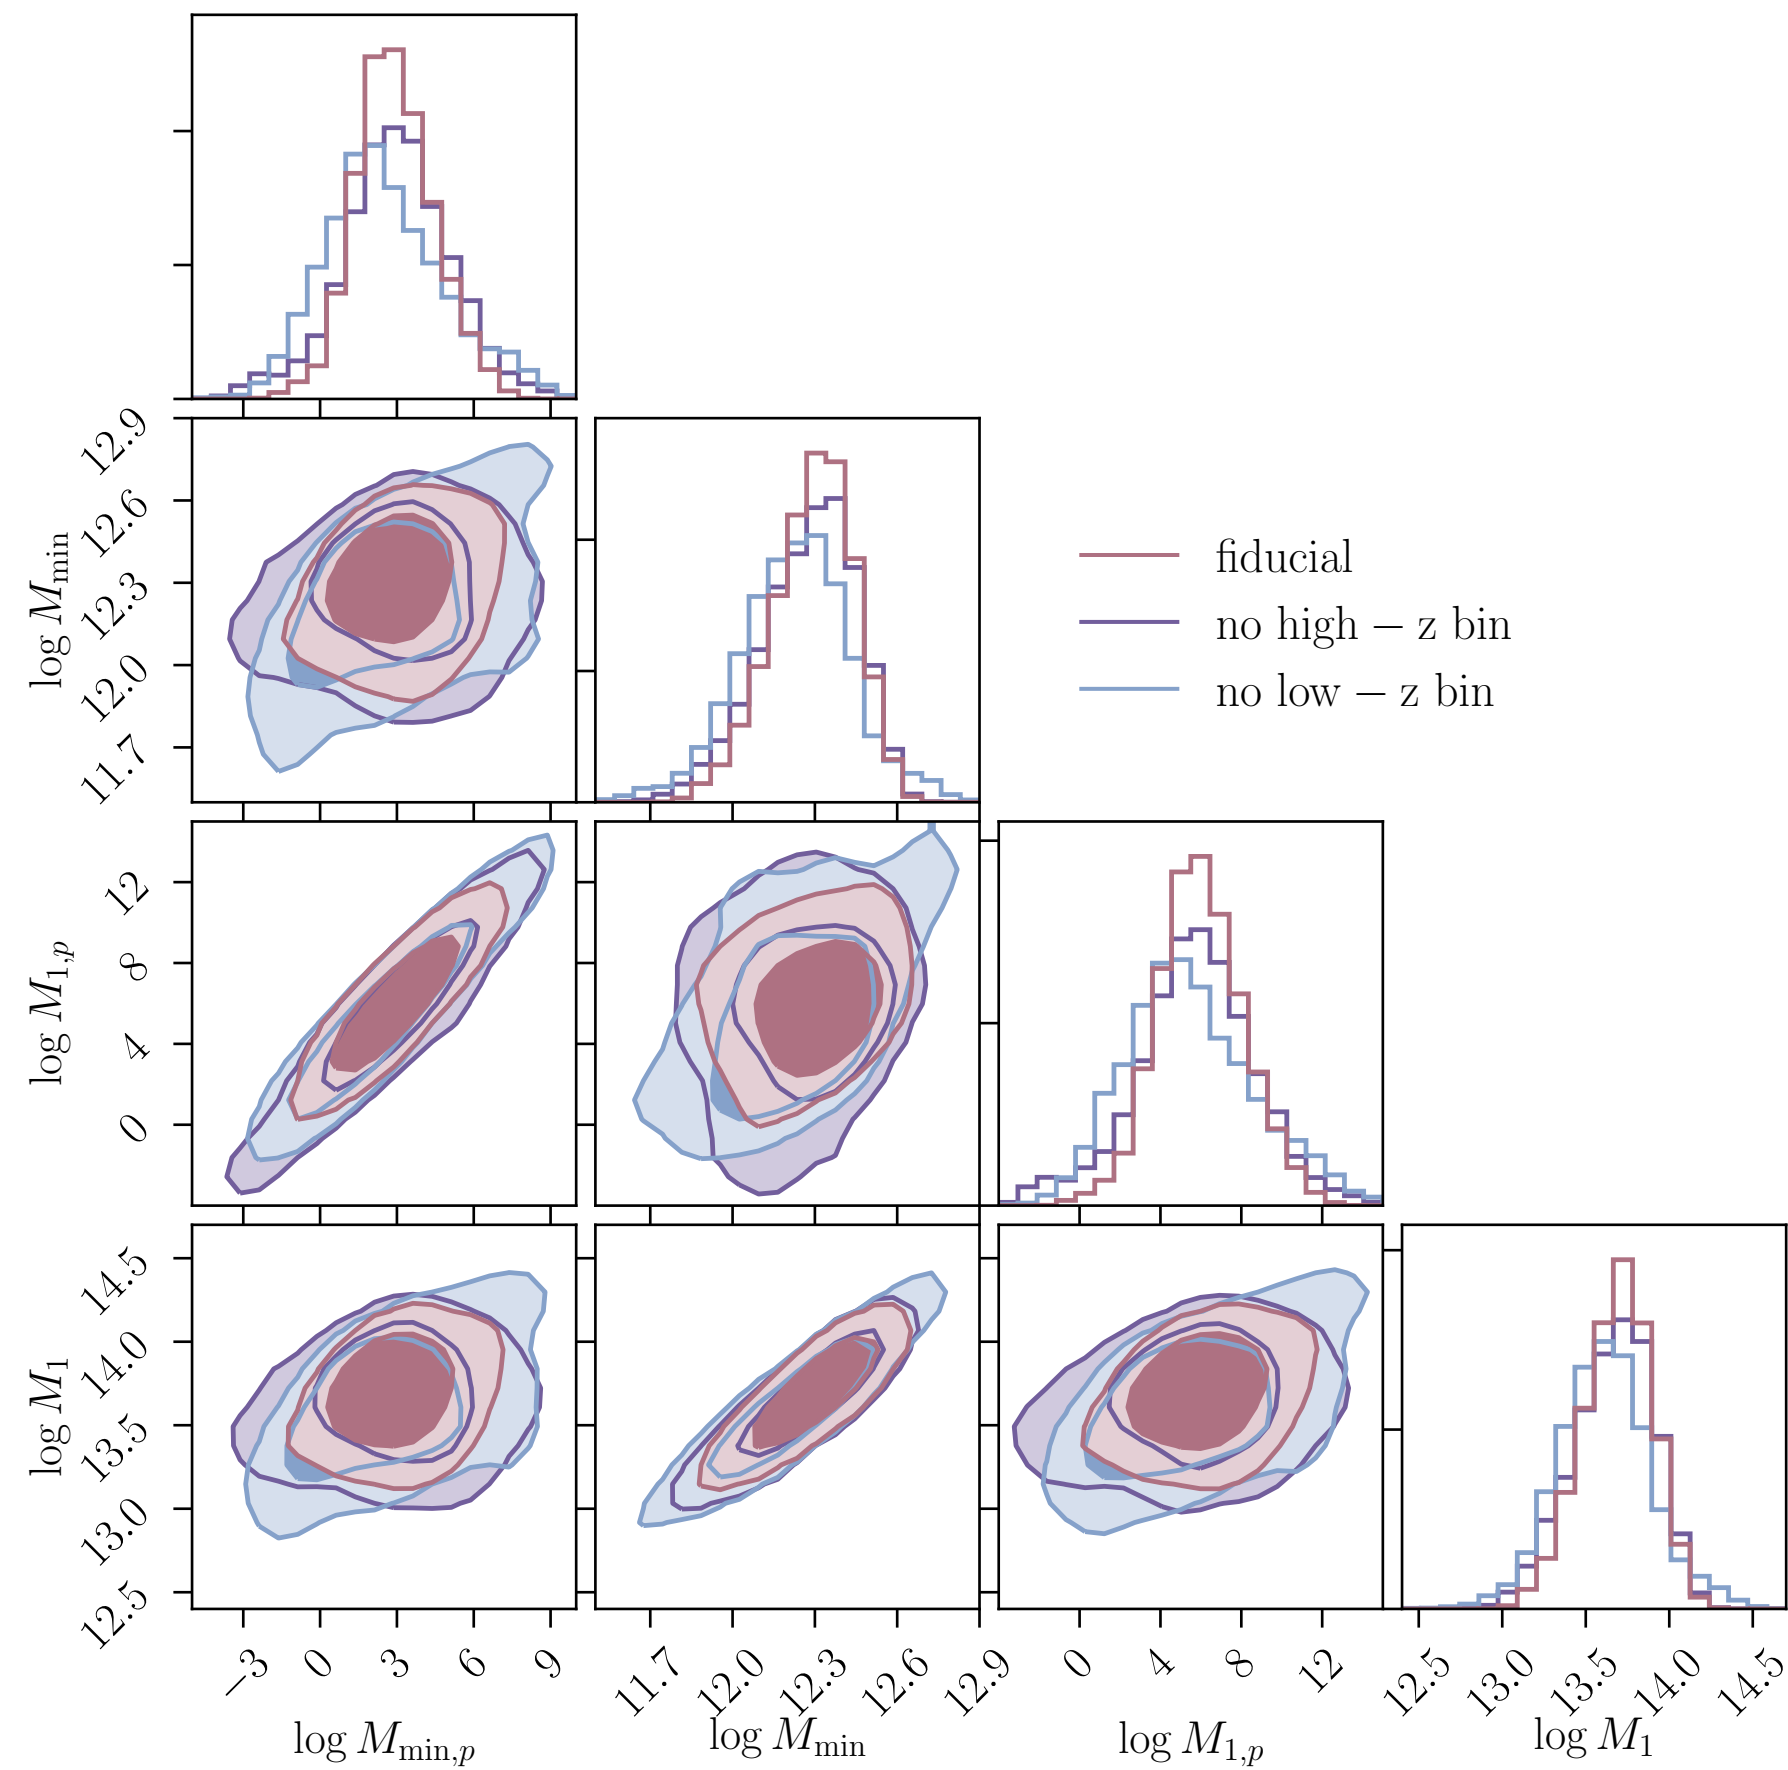 12.9
12.6
12.3
12.0
11.7
log M_min
fiducial
no high − z bin
no low − z bin
12
8
4
0
log M_1,p
14.5
14.0
13.5
13.0
12.5
log M_1
−3 0 3 6 9
11.7 12.0 12.3 12.6 12.9
0 4 8 12
12.5 13.0 13.5 14.0 14.5
log M_min,p
log M_min
log M_1,p
log M_1